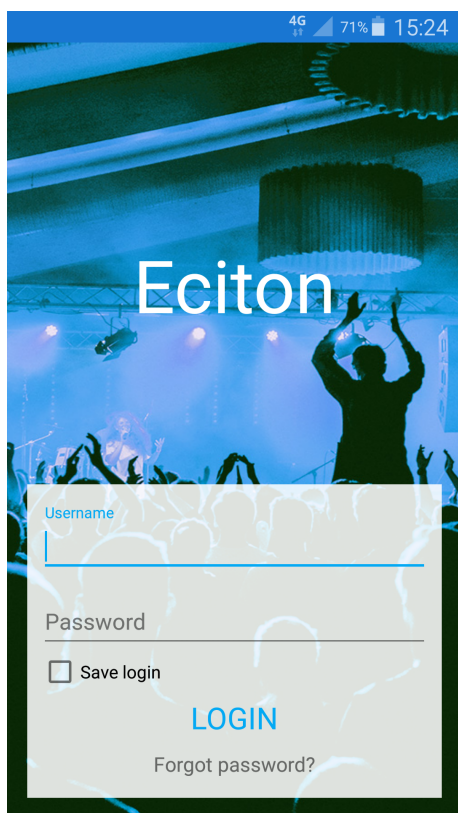 4G 71% 15:24
Eciton
Username
Password
Save login
LOGIN
Forgot password?